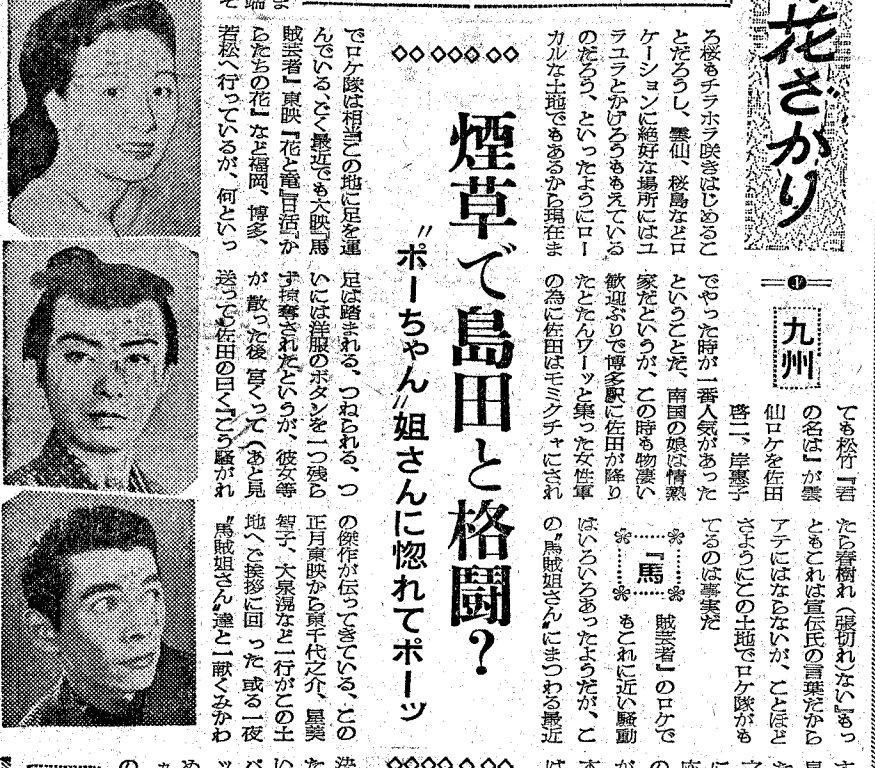 花ざかり
九州
煙草で島田と格闘?
〃ポーちゃん〃姐さんに惚れてポーッ
ろ桜もチラホラ咲きはじめるこ
とだろうし、雲仙、桜島などロ
ケーションに絶好な場所にはユ
ラユラとかげろうももえている
のだろう、といったようにロー
カルな土地でもあるから現在ま
でロケ隊は相当この地に足を運
んでいる。ごく最近でも大映『馬
賊芸者』東映『花と竜』日活『か
らたちの花』など福岡、博多、
若松へ行っているが、何といっ
ても松竹『君
の名は』が雲
仙ロケを佐田
啓二、岸惠子
でやった時が一番人気があった
ということだ、南国の娘は情熱
家だというが、この時も物凄い
歓迎ぶりで博多駅に佐田が降り
たとたんワーッと集った女性軍
の為に佐田はモミクチャにされ
足は踏まれる、つねられる、つ
いには洋服のボタンを一つ残ら
ず掠奪されたというが、彼女等
が散った後宮くって(あと見
送って)佐田の曰く『こう騒がれ
たら春樹れ(張切れ)ない』もっ
ともこれは宣伝氏の言葉だから
アテにはならないが、ことほど
さようにこの土地でロケ隊がも
てるのは事実だ
『馬
賊芸者』のロケで
もこれに近い騒動
はいろいろあったようだが、こ
の〃馬賊姐さん〃にまつわる最近
の傑作が伝ってきている、この
正月東映から東千代之介、星美
智子、大泉滉など一行がこの土
地へご挨拶に回った或る一夜
〃馬賊姐さん〃達と一献くみかわ